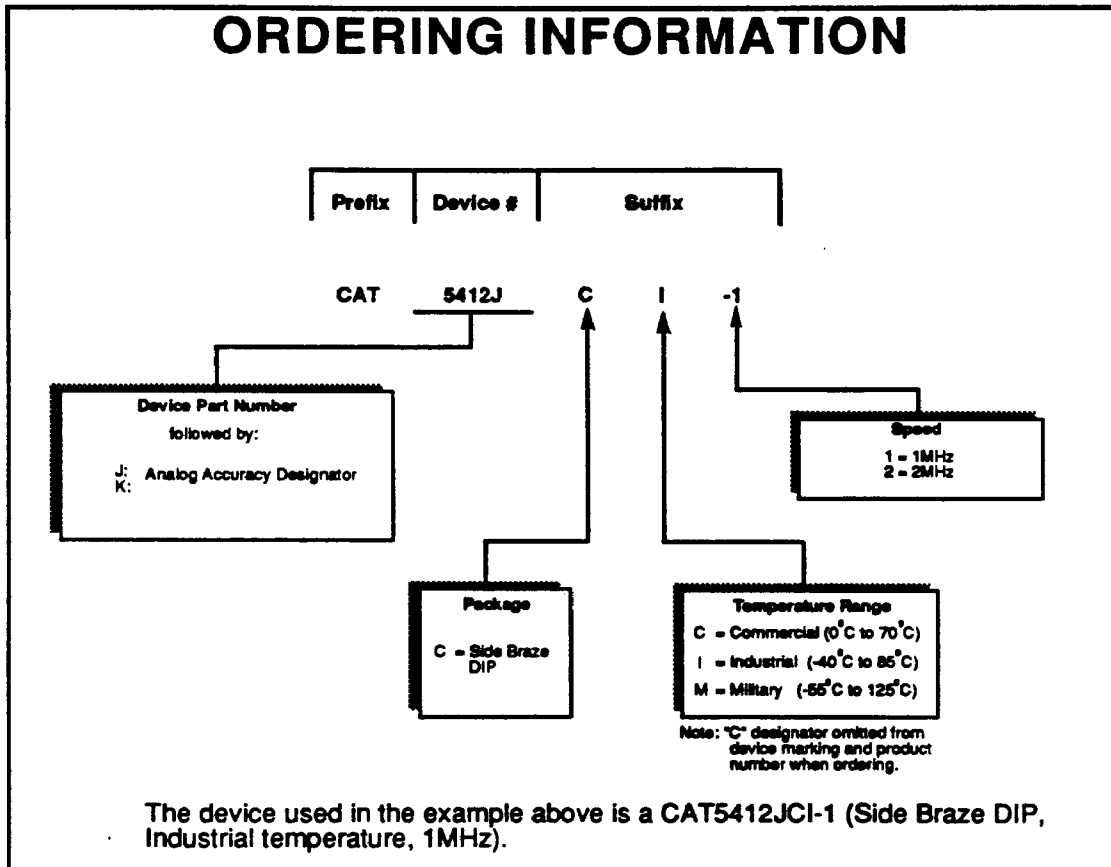 ORDERING INFORMATION
Prefix Device # Suffix
CAT 5412J C I -1
Device Part Number
followed by:
J: Analog Accuracy Designator
K:
Speed
1 = 1MHz
2 = 2MHz
Package
C = Side Braze
DIP
Temperature Range
C = Commercial (0°C to 70°C)
I = Industrial (-40°C to 85°C)
M = Military (-55°C to 125°C)
Note: "C" designator omitted from
device marking and product
number when ordering.
The device used in the example above is a CAT5412JCI-1 (Side Braze DIP,
Industrial temperature, 1MHz).